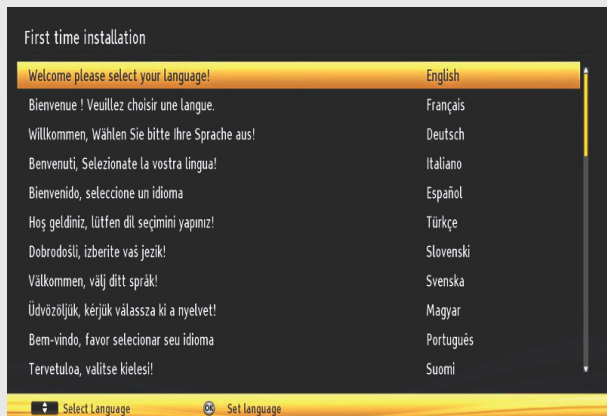 First time installation
Welcome please select your language! English
Bienvenue ! Veuillez choisir une langue. Français
Willkommen, Wählen Sie bitte Ihre Sprache aus! Deutsch
Benvenuti, Selezionate la vostra lingua! Italiano
Bienvenido, seleccione un idioma Español
Hoş geldiniz, lütfen dil seçimini yapınız! Türkçe
Dobrodošli, izberite vaš jezik! Slovenski
Välkommen, välj ditt språk! Svenska
Üdvözöljük, kérjük válassza ki a nyelvet! Magyar
Bem-vindo, favor selecionar seu idioma Português
Tervetuloa, valitse kielesi! Suomi
Select Language OK Set language